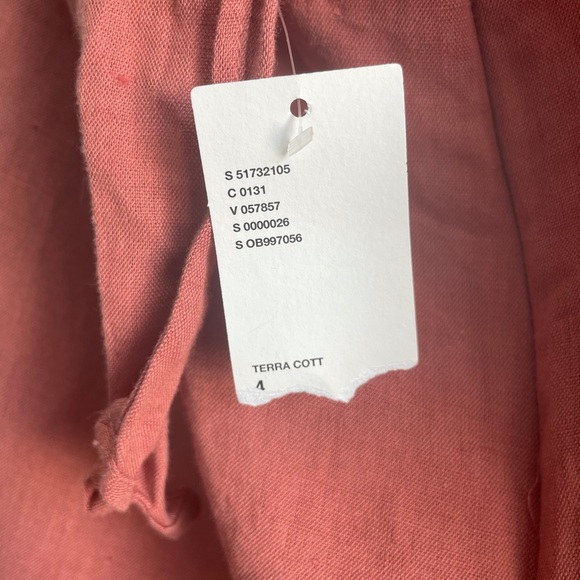 S 51732105
C 0131
V 057857
S 0000026
S OB997056
TERRA COTT
4